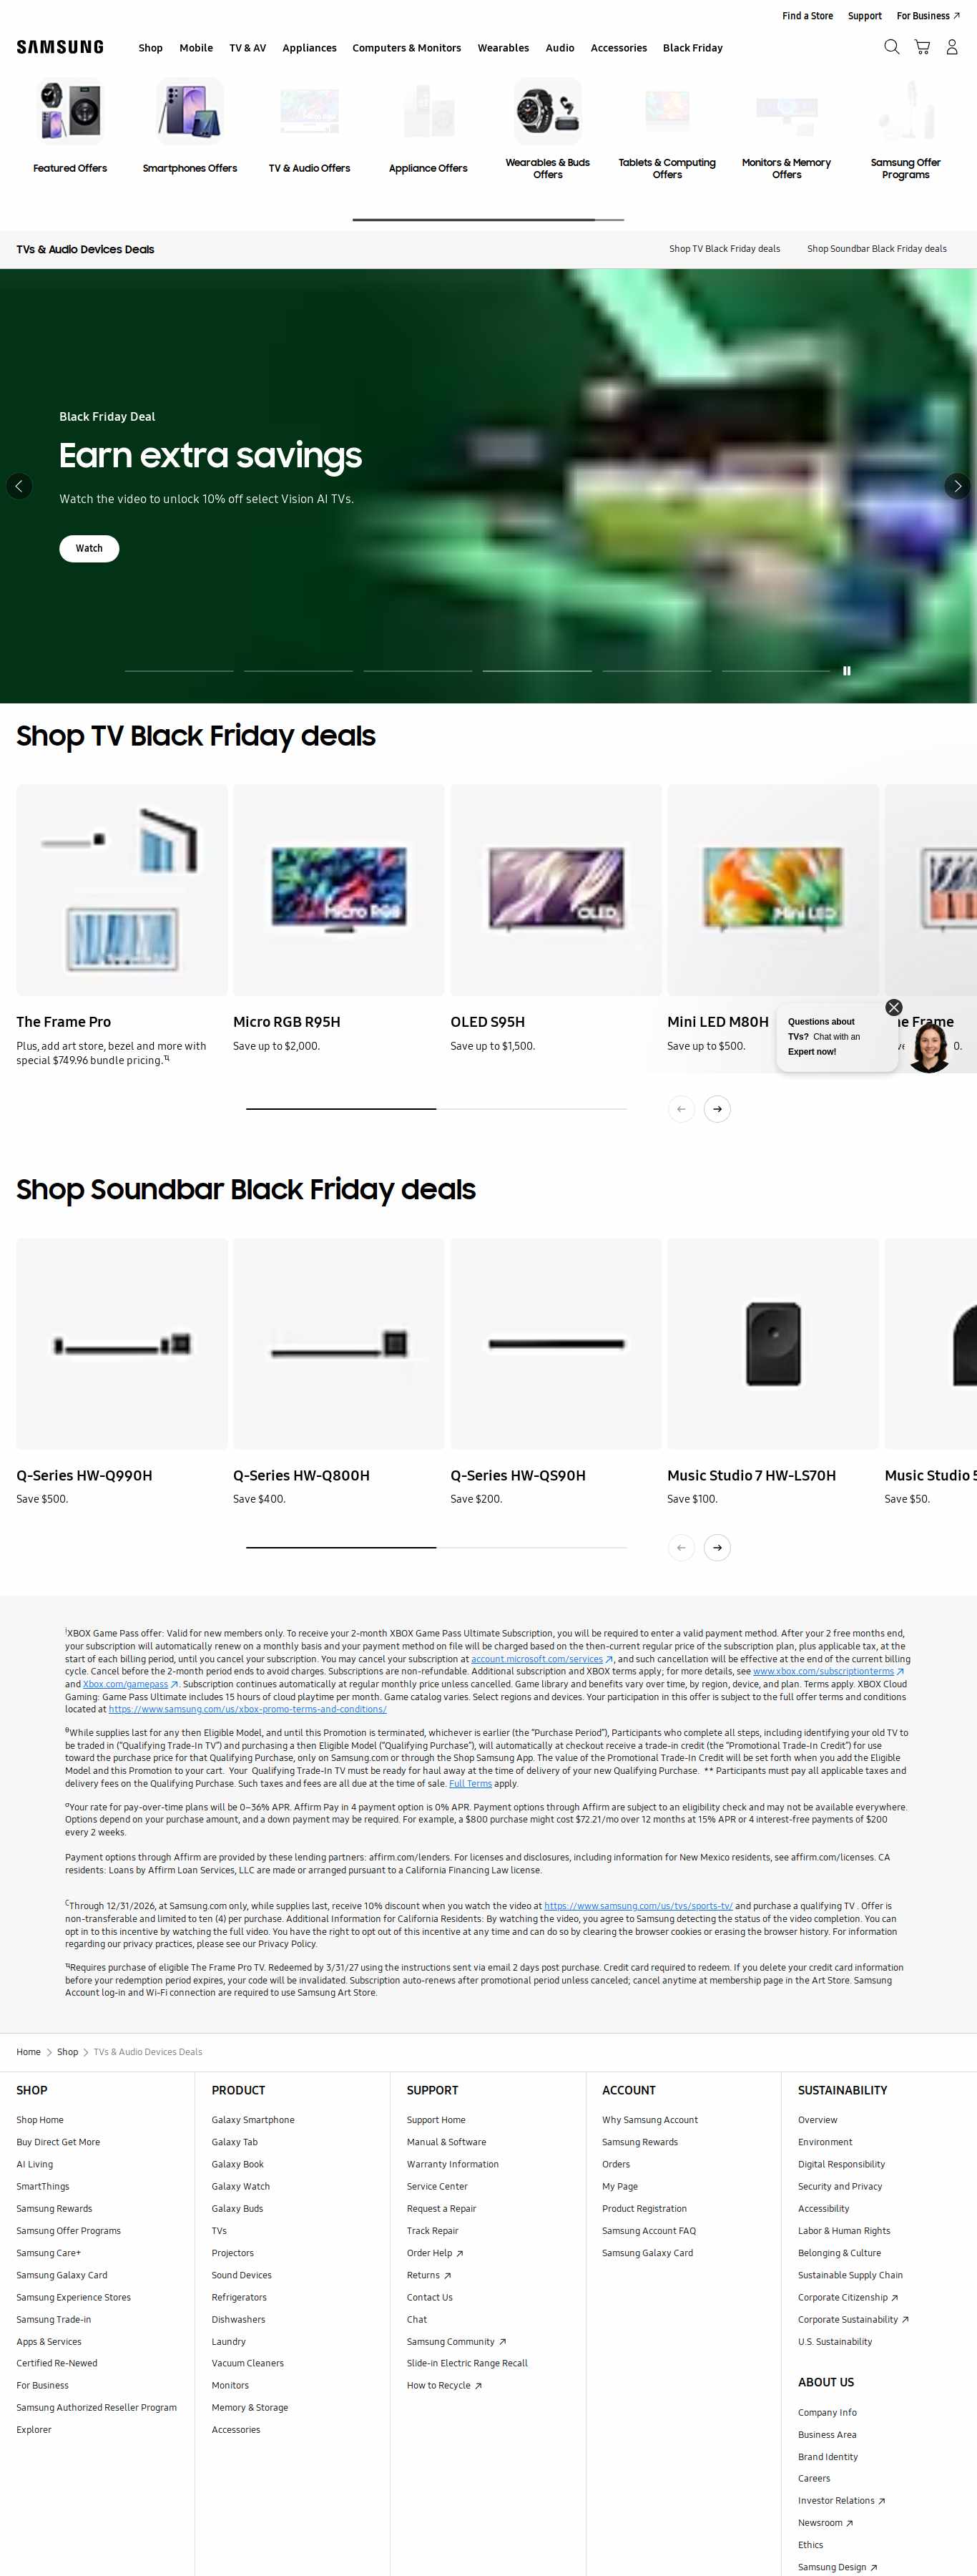 Find a Store Support For Business
SAMSUNG Shop Mobile TV & AV Appliances Computers & Monitors Wearables Audio Accessories Black Friday
Featured Offers
Smartphones Offers
TV & Audio Offers
Appliance Offers
Wearables & Buds
Offers
Tablets & Computing
Offers
Monitors & Memory
Offers
Samsung Offer
Programs
TVs & Audio Devices Deals Shop TV Black Friday deals Shop Soundbar Black Friday deals
Black Friday Deal
Earn extra savings
Watch the video to unlock 10% off select Vision AI TVs.
Watch
Shop TV Black Friday deals
Micro RGB
OLED
Mini LED
The Frame Pro
Plus, add art store, bezel and more with
special $749.96 bundle pricing.
Micro RGB R95H
Save up to $2,000.
OLED S95H
Save up to $1,500.
Mini LED M80H
Save up to $500.
Frame
Questions about
TVs? Chat with an
Expert now!
Shop Soundbar Black Friday deals
Q-Series HW-Q990H
Save $500.
Q-Series HW-Q800H
Save $400.
Q-Series HW-QS90H
Save $200.
Music Studio 7 HW-LS70H
Save $100.
Music Studio 5
Save $50.
XBOX Game Pass offer: Valid for new members only. To receive your 2-month XBOX Game Pass Ultimate Subscription, you will be required to enter a valid payment method. After your 2 free months end,
your subscription will automatically renew on a monthly basis and your payment method on file will be charged based on the then-current regular price of the subscription plan, plus applicable tax, at the
start of each billing period, until you cancel your subscription. You may cancel your subscription at account.microsoft.com/services, and such cancellation will be effective at the end of the current billing
cycle. Cancel before the 2-month period ends to avoid charges. Subscriptions are non-refundable. Additional subscription and XBOX terms apply; for more details, see www.xbox.com/subscriptionterms
and Xbox.com/gamepass. Subscription continues automatically at regular monthly price unless cancelled. Game library and benefits vary over time, by region, device, and plan. Terms apply. XBOX Cloud
Gaming: Game Pass Ultimate includes 15 hours of cloud playtime per month. Game catalog varies. Select regions and devices. Your participation in this offer is subject to the full offer terms and conditions
located at https://www.samsung.com/us/xbox-promo-terms-and-conditions/
While supplies last for any then Eligible Model, and until this Promotion is terminated, whichever is earlier (the "Purchase Period"), Participants who complete all steps, including identifying your old TV to
be traded in ("Qualifying Trade-In TV") and purchasing a then Eligible Model ("Qualifying Purchase"), will automatically at checkout receive a trade-in credit (the "Promotional Trade-In Credit") for use
toward the purchase price for that Qualifying Purchase, only on Samsung.com or through the Shop Samsung App. The value of the Promotional Trade-In Credit will be set forth when you add the Eligible
Model and this Promotion to your cart. Your Qualifying Trade-In TV must be ready for haul away at the time of delivery of your new Qualifying Purchase. ** Participants must pay all applicable taxes and
delivery fees on the Qualifying Purchase. Such taxes and fees are all due at the time of sale. Full Terms apply.
Your rate for pay-over-time plans will be 0–36% APR. Affirm Pay in 4 payment option is 0% APR. Payment options through Affirm are subject to an eligibility check and may not be available everywhere.
Options depend on your purchase amount, and a down payment may be required. For example, a $800 purchase might cost $72.21/mo over 12 months at 15% APR or 4 interest-free payments of $200
every 2 weeks.
Payment options through Affirm are provided by these lending partners: affirm.com/lenders. For licenses and disclosures, including information for New Mexico residents, see affirm.com/licenses. CA
residents: Loans by Affirm Loan Services, LLC are made or arranged pursuant to a California Financing Law license.
Through 12/31/2026, at Samsung.com only, while supplies last, receive 10% discount when you watch the video at https://www.samsung.com/us/tvs/sports-tv/ and purchase a qualifying TV . Offer is
non-transferable and limited to ten (4) per purchase. Additional Information for California Residents: By watching the video, you agree to Samsung detecting the status of the video completion. You can
opt in to this incentive by watching the full video. You have the right to opt out of this incentive at any time and can do so by clearing the browser cookies or erasing the browser history. For information
regarding our privacy practices, please see our Privacy Policy.
Requires purchase of eligible The Frame Pro TV. Redeemed by 3/31/27 using the instructions sent via email 2 days post purchase. Credit card required to redeem. If you delete your credit card information
before your redemption period expires, your code will be invalidated. Subscription auto-renews after promotional period unless canceled; cancel anytime at membership page in the Art Store. Samsung
Account log-in and Wi-Fi connection are required to use Samsung Art Store.
Home Shop TVs & Audio Devices Deals
SHOP
Shop Home
Buy Direct Get More
AI Living
SmartThings
Samsung Rewards
Samsung Offer Programs
Samsung Care+
Samsung Galaxy Card
Samsung Experience Stores
Samsung Trade-in
Apps & Services
Certified Re-Newed
For Business
Samsung Authorized Reseller Program
Explorer
PRODUCT
Galaxy Smartphone
Galaxy Tab
Galaxy Book
Galaxy Watch
Galaxy Buds
TVs
Projectors
Sound Devices
Refrigerators
Dishwashers
Laundry
Vacuum Cleaners
Monitors
Memory & Storage
Accessories
SUPPORT
Support Home
Manual & Software
Warranty Information
Service Center
Request a Repair
Track Repair
Order Help
Returns
Contact Us
Chat
Samsung Community
Slide-in Electric Range Recall
How to Recycle
ACCOUNT
Why Samsung Account
Samsung Rewards
Orders
My Page
Product Registration
Samsung Account FAQ
Samsung Galaxy Card
SUSTAINABILITY
Overview
Environment
Digital Responsibility
Security and Privacy
Accessibility
Labor & Human Rights
Belonging & Culture
Sustainable Supply Chain
Corporate Citizenship
Corporate Sustainability
U.S. Sustainability
ABOUT US
Company Info
Business Area
Brand Identity
Careers
Investor Relations
Newsroom
Ethics
Samsung Design